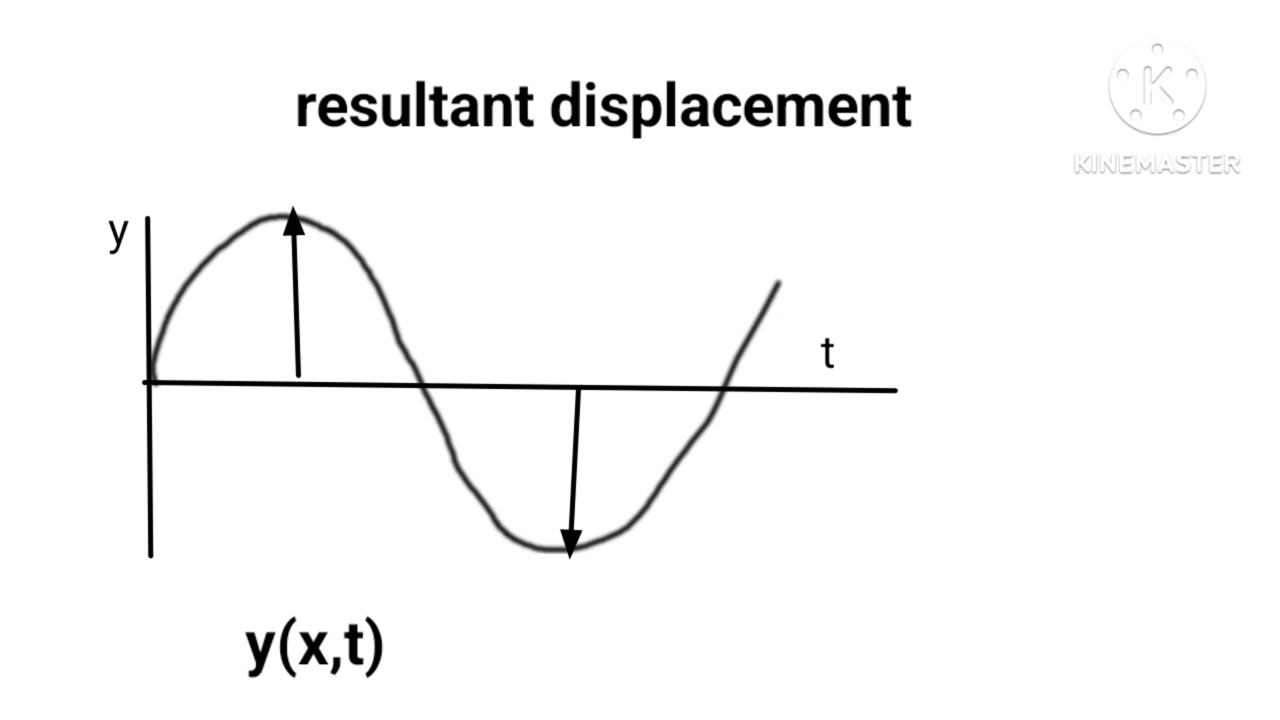 resultant displacement
K
KINEMASTER
y
t
y(x,t)